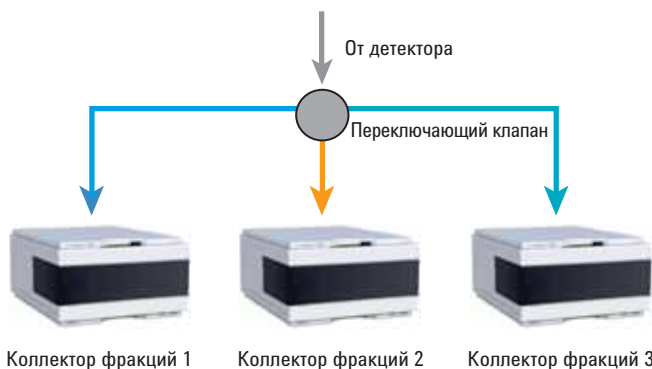 От детектора
Переключающий клапан
Коллектор фракций 1
Коллектор фракций 2
Коллектор фракций 3